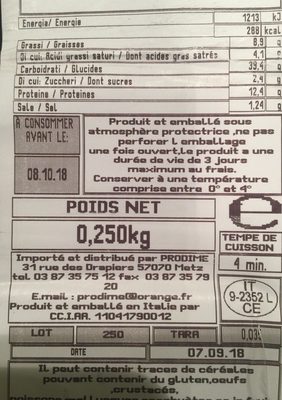 Energia/ Energie 1213 kJ
288 kcal
Grassi / Graisses 8,9 g
Di cui: Acidi grassi saturi / Dont acides gras satrés 4,1 g
Carboidrati / Glucides 39,4 g
Di cui: Zuccheri / Dont sucres 2,4 g
Proteine / Proteines 12,4 g
Sale / Sel 1,24 g
À CONSOMMER
AVANT LE:
08.10.18
Produit et emballé sous
atmosphère protectrice ,ne pas
perforer l emballage
une fois ouvert,le produit a une
durée de vie de 3 jours
maximum au frais.
Conserver à une température
comprise entre 0° et 4°
POIDS NET
0,250kg
e
TEMPE DE
CUISSON
4 min.
Importé et distribué par PRODIME
31 rue des Drapiers 57070 Metz
tel 03 87 35 75 12 fax 03 87 35 79
20
E.mail : prodime@orange.fr
Produit et emballé en Italie par
CC.I.AA. 11041790012
IT
9-2352 L
CE
LOT 250 TARA 0,03
DATE 07.09.18
Il peut contenir traces de céréales
pouvant contenir du gluten,oeufs
,crustacés,